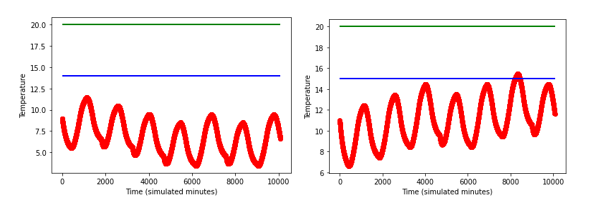 20.0
17.5
15.0
12.5
10.0
7.5
5.0
Temperature
0 2000 4000 6000 8000 10000
Time (simulated minutes)
20
18
16
14
12
10
8
6
Temperature
0 2000 4000 6000 8000 10000
Time (simulated minutes)